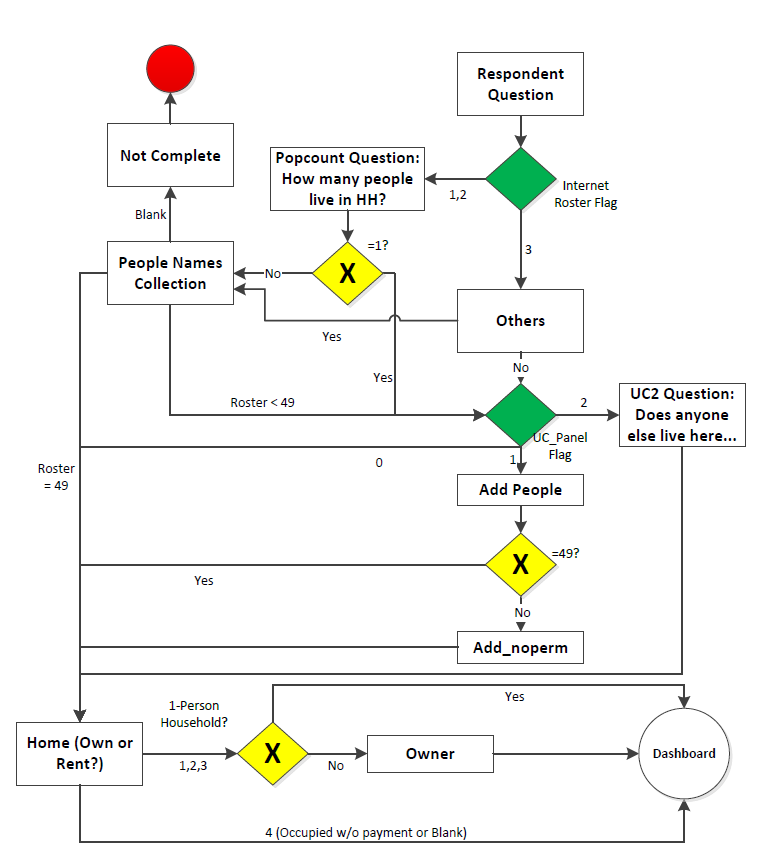 Respondent
Question
Not Complete
Popcount Question:
How many people
live in HH?
1,2
Internet
Roster Flag
Blank
=1?
3
People Names
Collection
No
X
Others
Yes
No
Yes
Roster < 49
2
UC2 Question:
Does anyone
else live here...
UC_Panel
Flag
0
1
Roster
= 49
Add People
X
=49?
Yes
No
Add_noperm
1-Person
Household?
Yes
Home (Own or
Rent?)
1,2,3
X
No
Owner
Dashboard
4 (Occupied w/o payment or Blank)